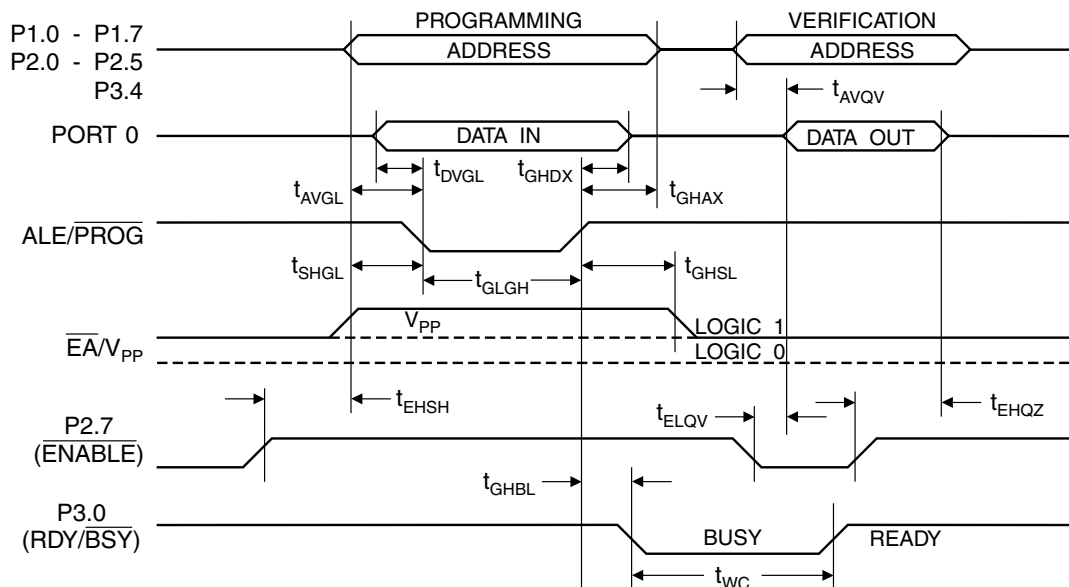 PROGRAMMING
VERIFICATION
P1.0 - P1.7
P2.0 - P2.5
P3.4
ADDRESS
ADDRESS
tAVQV
PORT 0
DATA IN
DATA OUT
tDVGL
tGHDX
tAVGL
tGHAX
ALE/PROG
tSHGL
tGLGH
tGHSL
VPP
LOGIC 1
EA/VPP
LOGIC 0
tEHSH
tELQV
tEHQZ
P2.7
(ENABLE)
tGHBL
P3.0
(RDY/BSY)
BUSY
READY
tWC